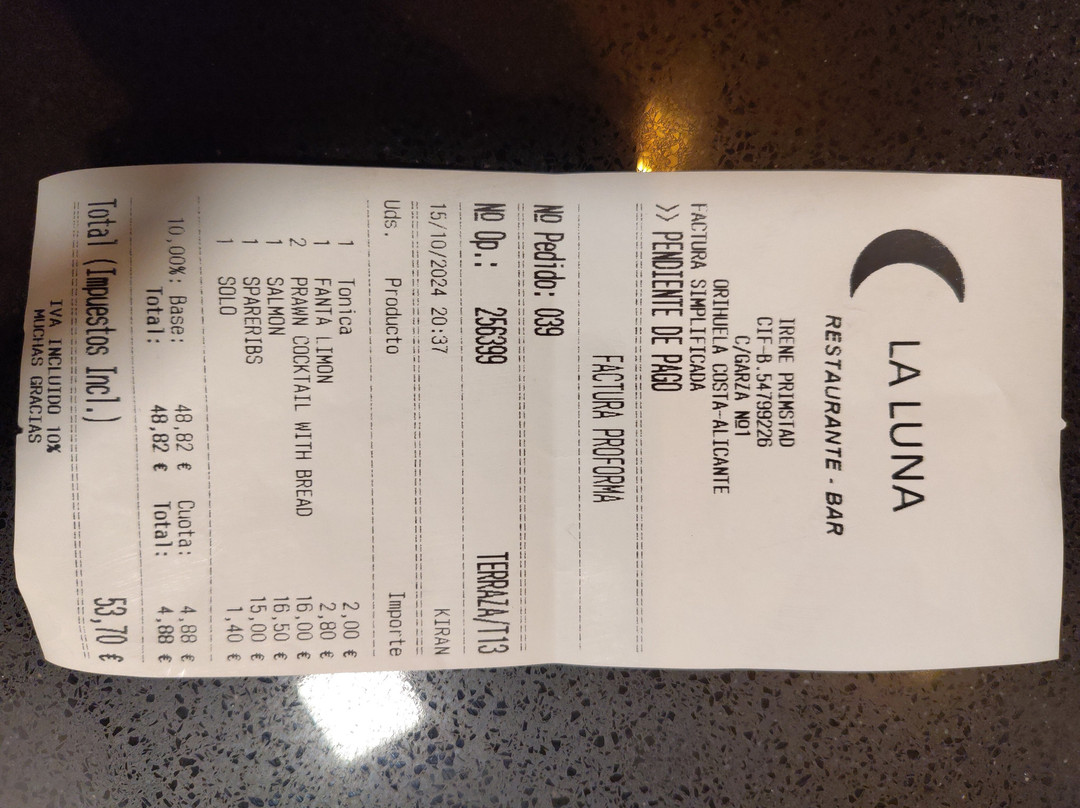 LA LUNA
RESTAURANTE - BAR
IRENE PRIMSTAD
CIF-B.54799226
C/GARZA Nº1
ORIHUELA COSTA-ALICANTE
FACTURA SIMPLIFICADA
>> PENDIENTE DE PAGO
FACTURA PROFORMA
Nº Pedido: 039
Nº Op.: 256399 TERRAZA/T13
15/10/2024 20:37 KIRAN
Uds. Producto Importe
1 Tonica 2,00 €
1 FANTA LIMON 2,80 €
2 PRAWN COCKTAIL WITH BREAD 16,00 €
1 SALMON 16,50 €
1 SPARERIBS 15,00 €
1 SOLO 1,40 €
10,00%: Base: 48,82 € Cuota: 4,88 €
Total: 48,82 € Total: 4,88 €
Total (Impuestos Incl.) 53,70 €
IVA INCLUIDO 10%
MUCHAS GRACIAS